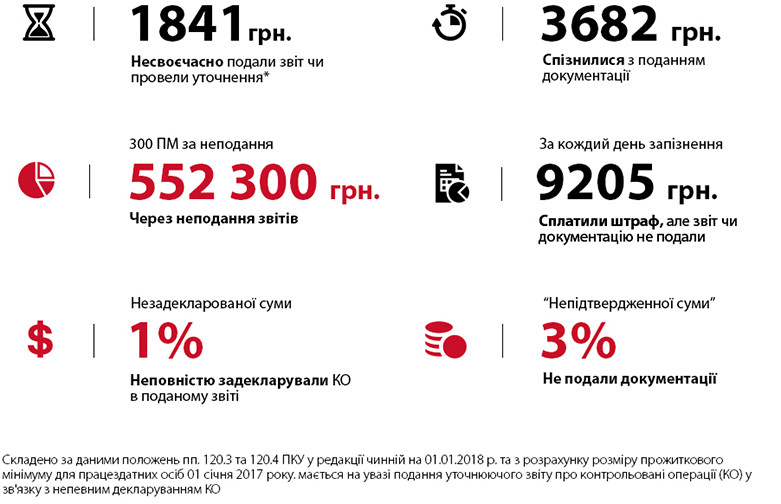 1841 грн.
Несвоєчасно подали звіт чи
провели уточнення*
3682 грн.
Спізнилися з поданням
документації
300 ПМ за неподання
552 300 грн.
Через неподання звітів
За кождий день запізнення
9205 грн.
Сплатили штраф, але звіт чи
документацію не подали
Незадекларованої суми
1%
Неповністю задекларували КО
в поданому звіті
“Непідтвердженної суми”
3%
Не подали документації
Складено за даними положень пп. 120.3 та 120.4 ПКУ у редакції чинній на 01.01.2018 р. та з розрахунку розміру прожиткового
мінімуму для працездатних осіб 01 січня 2017 року. мається на увазі подання уточнюючого звіту про контрольовані операції (КО) у
зв'язку з непевним декларуванням КО